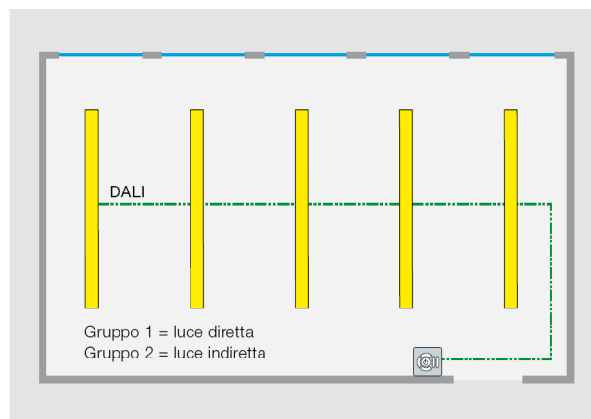 DALI
Gruppo 1 = luce diretta
Gruppo 2 = luce indiretta